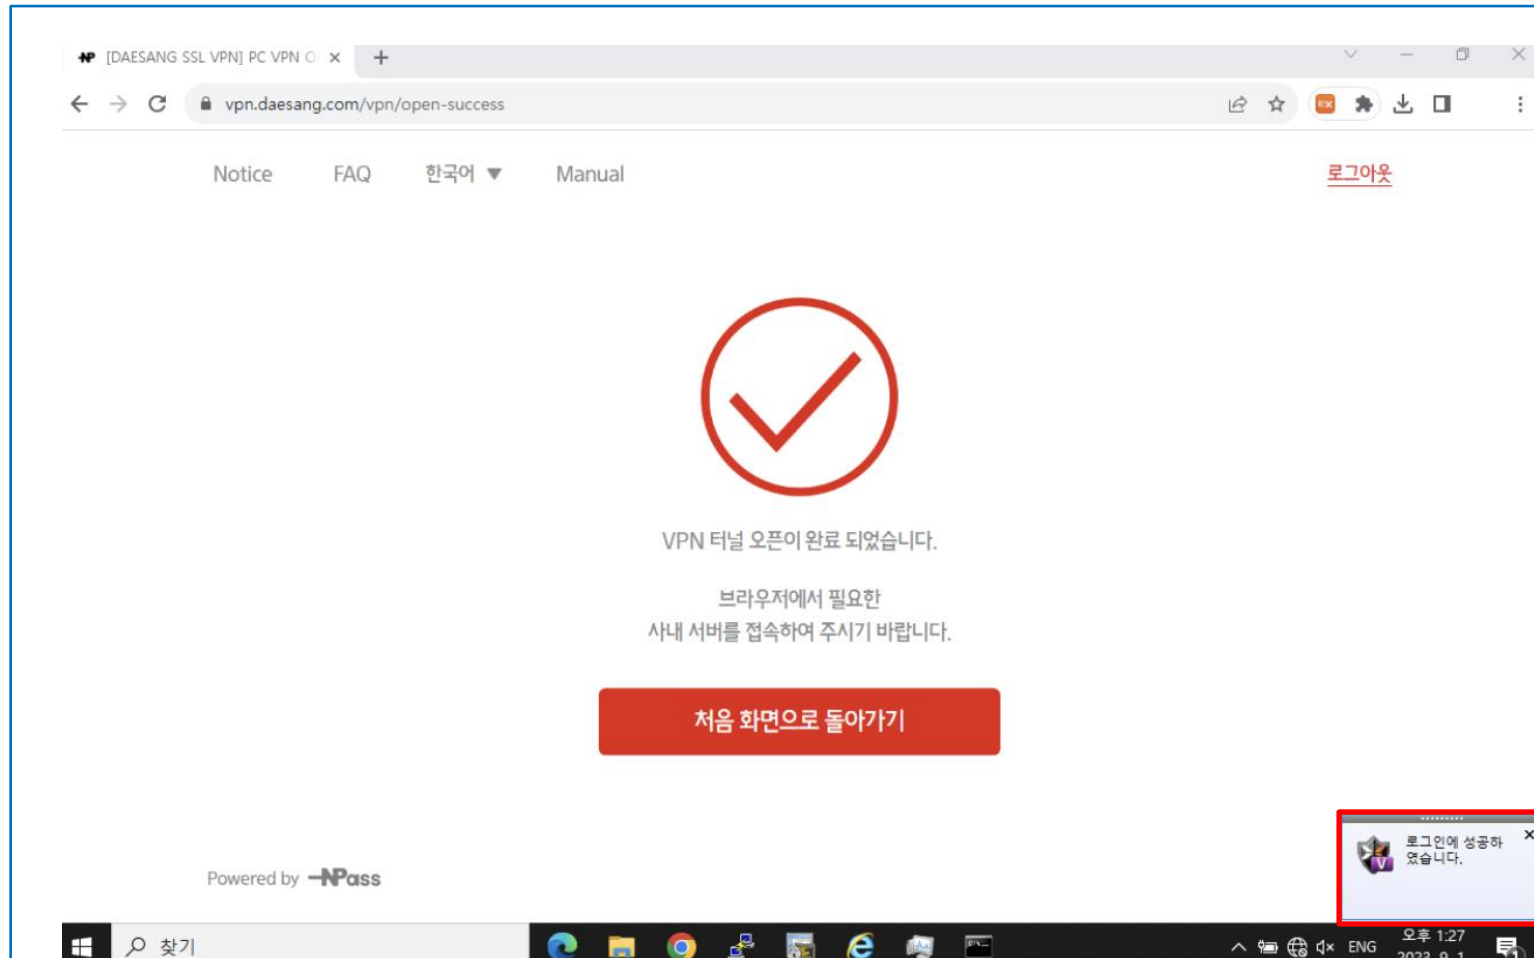 [DAESANG SSL VPN] PC VPN O
vpn.daesang.com/vpn/open-success
Notice FAQ 한국어 ▼ Manual 로그아웃
VPN 터널 오픈이 완료 되었습니다.
브라우저에서 필요한
사내 서버를 접속하여 주시기 바랍니다.
처음 화면으로 돌아가기
로그인에 성공하
였습니다.
Powered by NPass
찾기
ENG
오후 1:27
2023. 9. 1